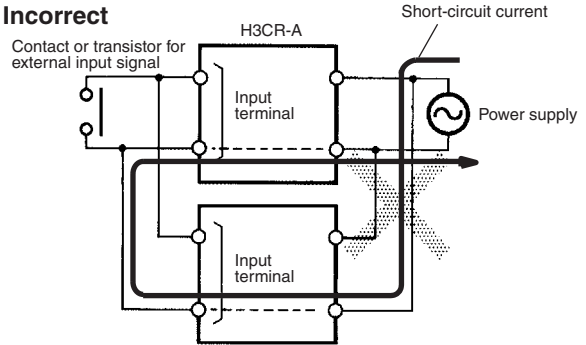 Incorrect
Short-circuit current
H3CR-A
Contact or transistor for
external input signal
Input
terminal
Power supply
Input
terminal